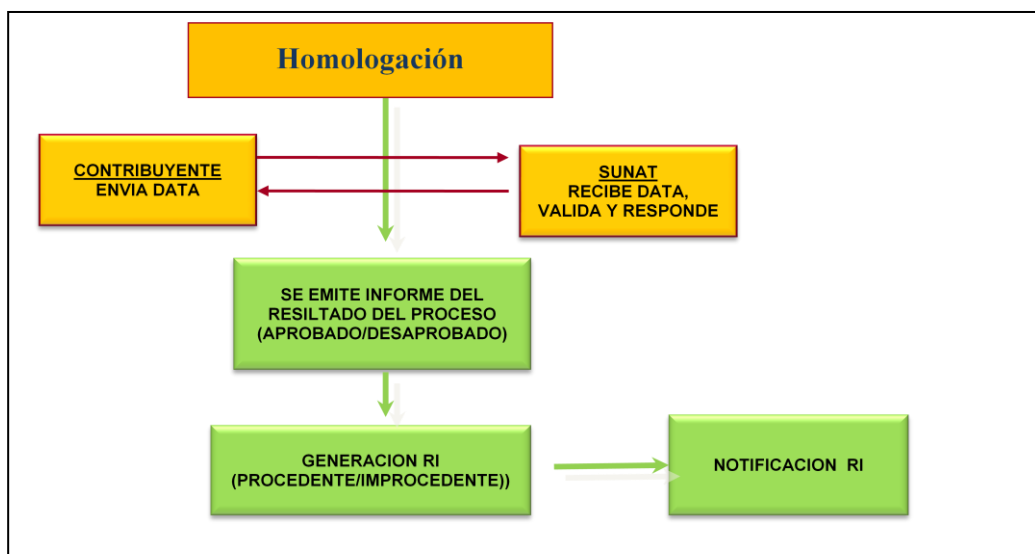 Homologación
CONTRIBUYENTE
ENVIA DATA
SUNAT
RECIBE DATA,
VALIDA Y RESPONDE
SE EMITE INFORME DEL
RESILTADO DEL PROCESO
(APROBADO/DESAPROBADO)
GENERACION RI
(PROCEDENTE/IMPROCEDENTE))
NOTIFICACION  RI